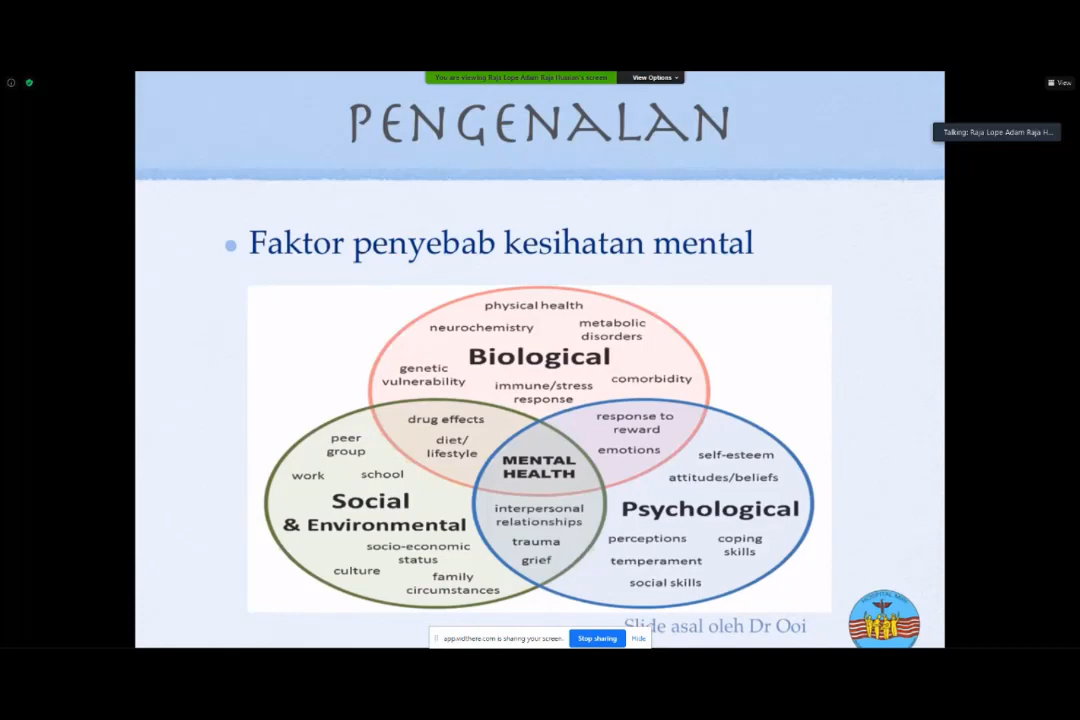 You are viewing Raja Lope Adam Raja Hussin's screen
View Options
View
Talking: Raja Lope Adam Raja H...
PENGENALAN
Faktor penyebab kesihatan mental
physical health
neurochemistry
metabolic
disorders
Biological
genetic
vulnerability
immune/stress
response
comorbidity
drug effects
diet/
lifestyle
response to
reward
emotions
peer
group
work
school
MENTAL
HEALTH
self-esteem
attitudes/beliefs
Social
& Environmental
interpersonal
relationships
trauma
grief
Psychological
perceptions
coping
skills
temperament
social skills
socio-economic
status
culture
family
circumstances
Slide asal oleh Dr Ooi
app.vidthere.com is sharing your screen.
Stop sharing
Hide